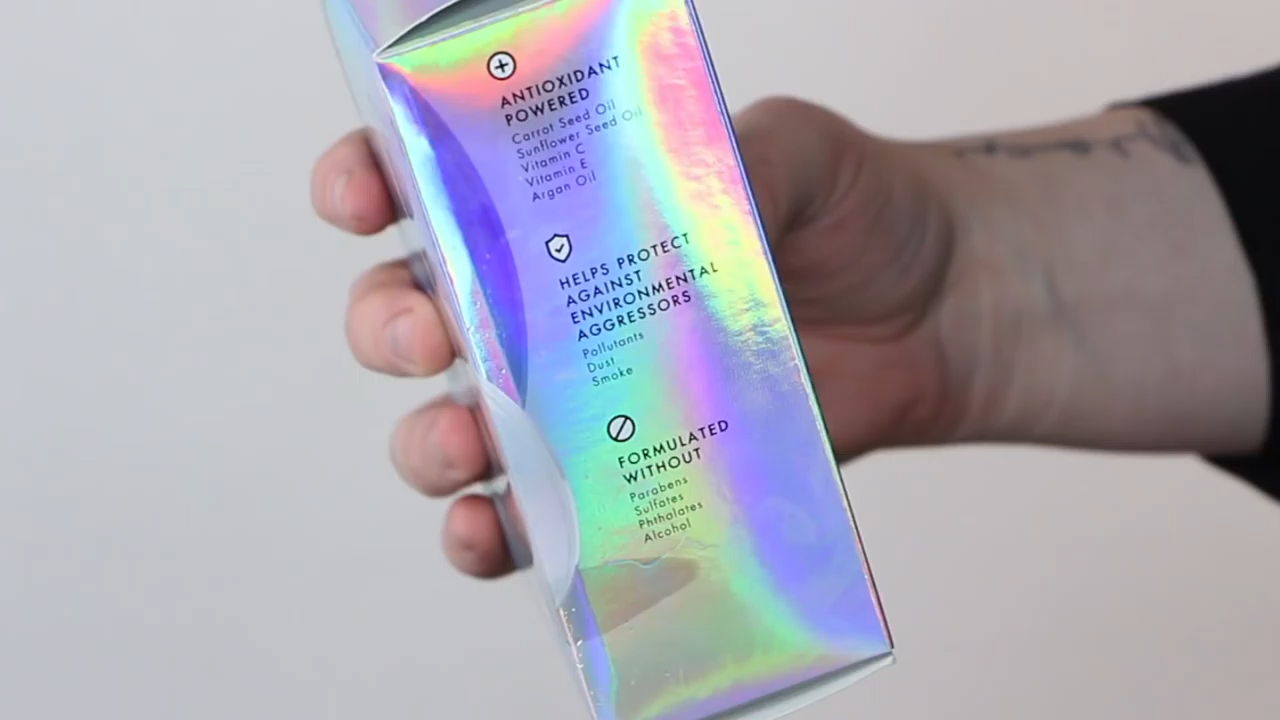 ANTIOXIDANT
POWERED
Carrot Seed Oil
Sunflower Seed Oil
Vitamin C
Vitamin E
Argan Oil
HELPS PROTECT
AGAINST
ENVIRONMENTAL
AGGRESSORS
Pollutants
Dust
Smoke
FORMULATED
WITHOUT
Parabens
Sulfates
Phthalates
Alcohol